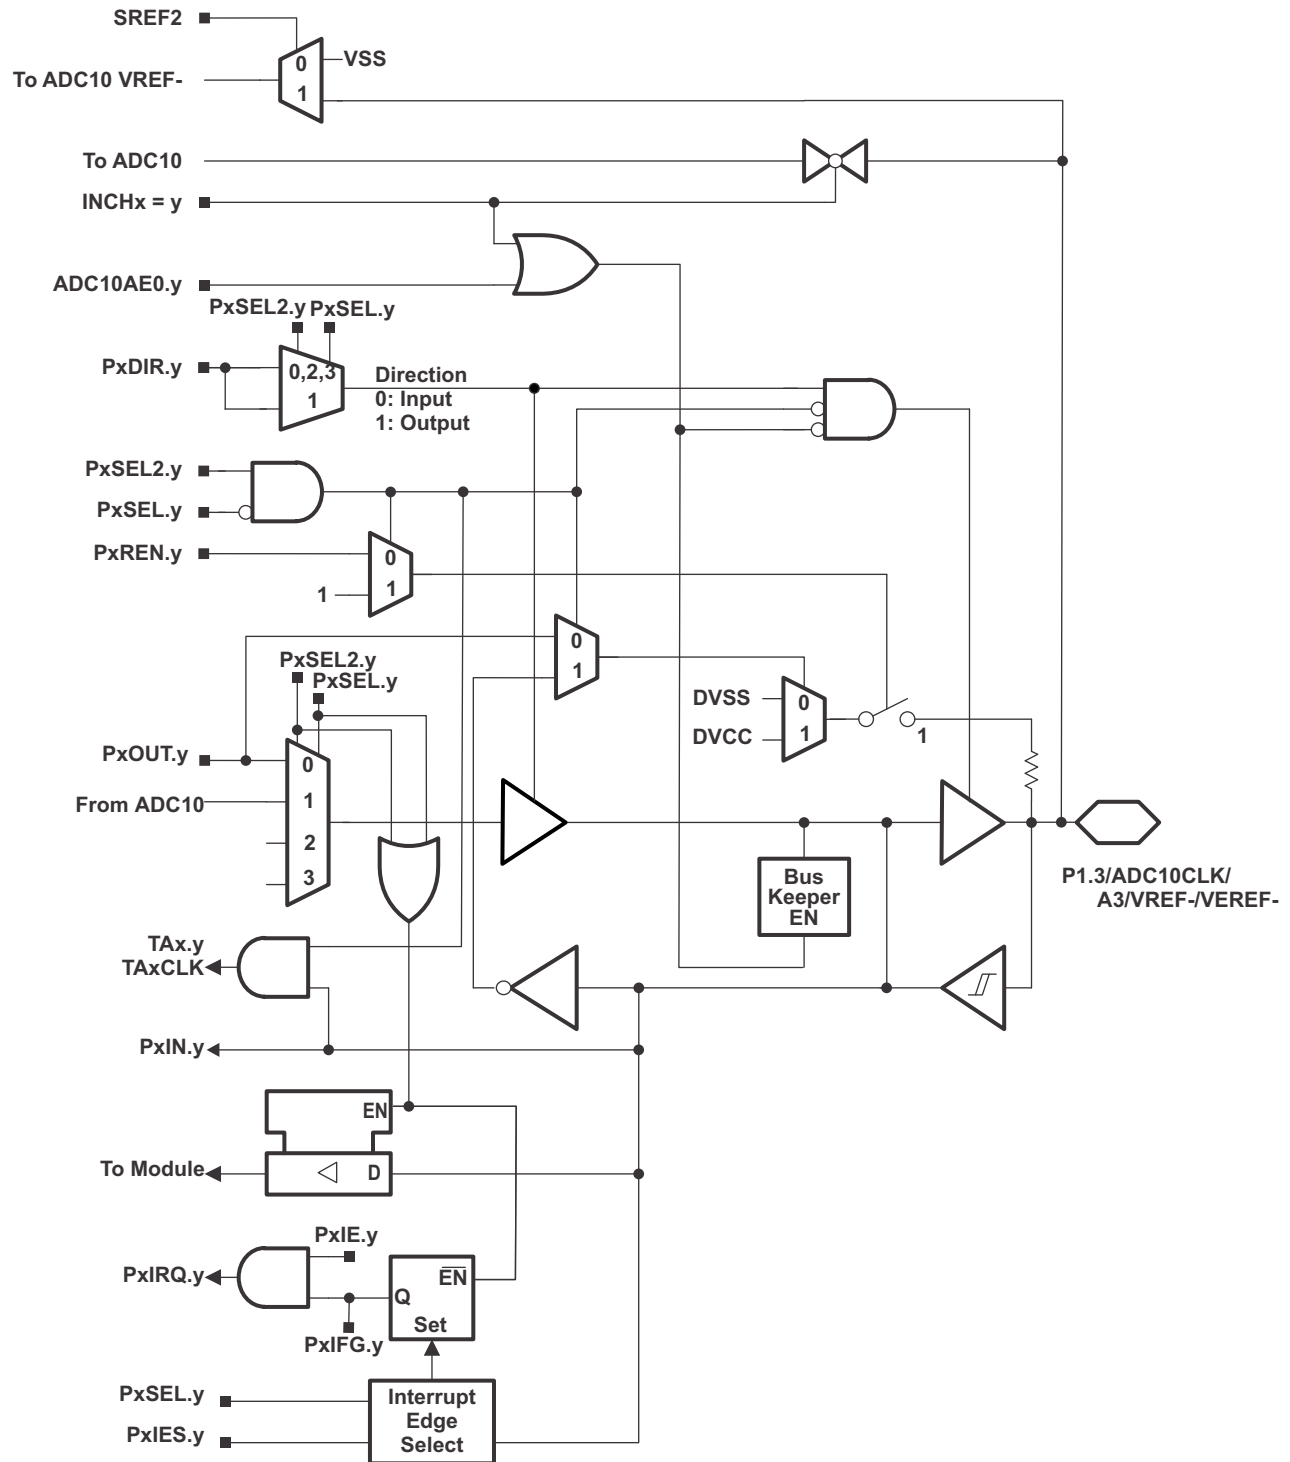 SREF2
VSS
0
To ADC10 VREF-
1
To ADC10
INCHx = y
ADC10AE0.y
PxSEL2.y PxSEL.y
PxDIR.y
0,2,3
1
Direction
0: Input
1: Output
PxSEL2.y
PxSEL.y
PxREN.y
0
1
1
0
1
PxSEL2.y
PxSEL.y
DVSS
0
DVCC
1
1
PxOUT.y
0
From ADC10
1
2
3
Bus
Keeper
EN
P1.3/ADC10CLK/
A3/VREF-/VEREF-
TAx.y
TAxCLK
PxIN.y
EN
To Module
D
PxIE.y
PxIRQ.y
EN
Q
Set
PxIFG.y
PxSEL.y
PxIES.y
Interrupt
Edge
Select